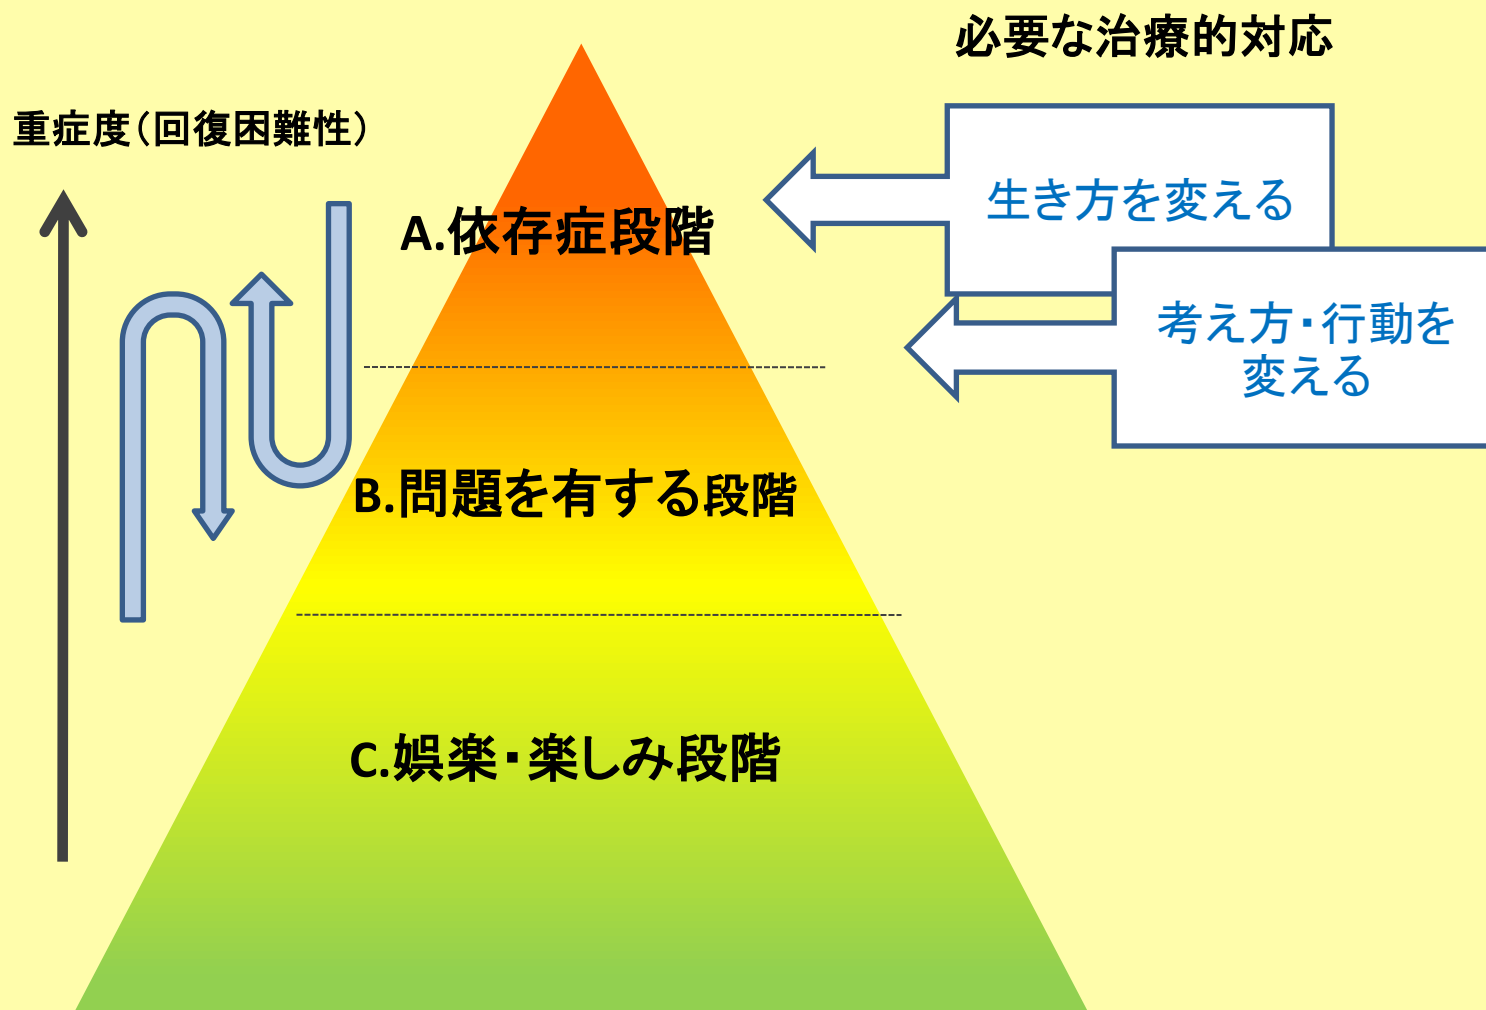 必要な治療的対応
重症度（回復困難性）
生き方を変える
A.依存症段階
考え方・行動を
変える
B.問題を有する段階
C.娯楽・楽しみ段階